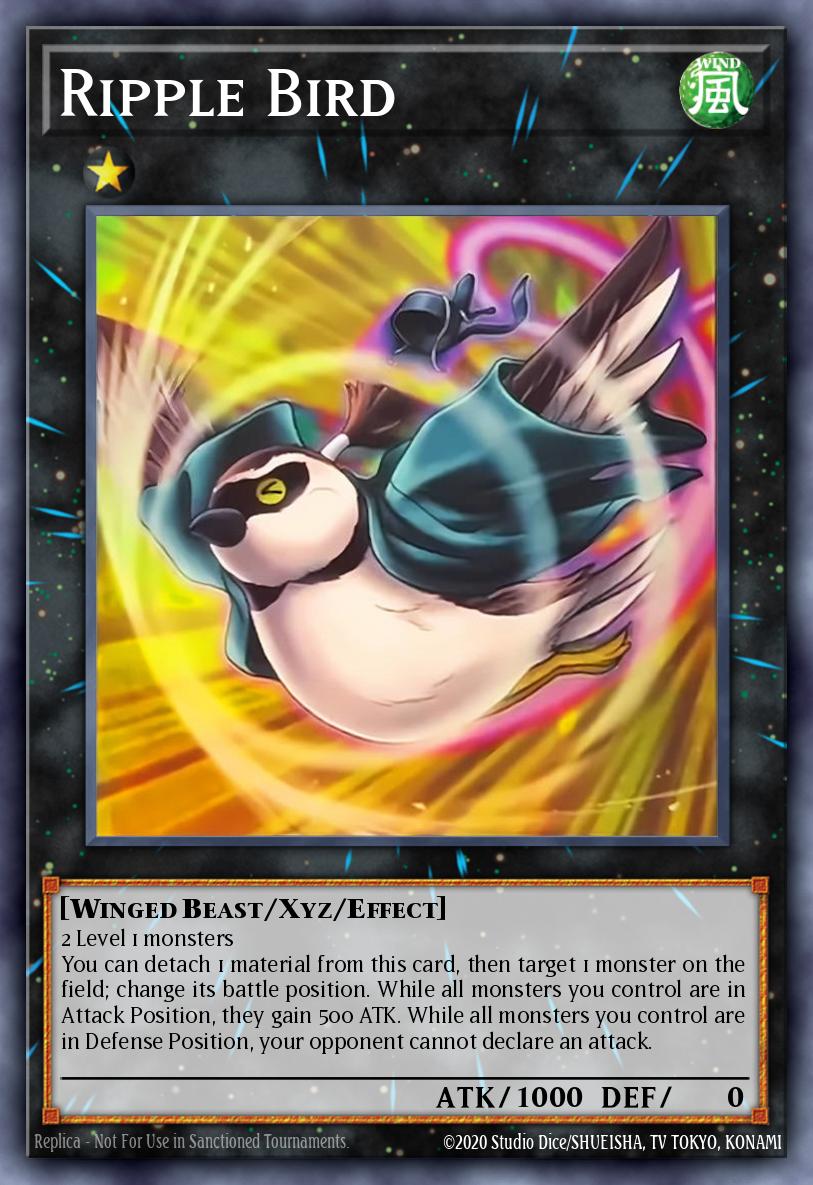 Ripple Bird
WIND
風
[Winged Beast/Xyz/Effect]
2 Level 1 monsters
You can detach 1 material from this card, then target 1 monster on the
field; change its battle position. While all monsters you control are in
Attack Position, they gain 500 ATK. While all monsters you control are
in Defense Position, your opponent cannot declare an attack.
ATK/1000 DEF/ 0
Replica - Not For Use in Sanctioned Tournaments. ©2020 Studio Dice/SHUEISHA, TV TOKYO, KONAMI